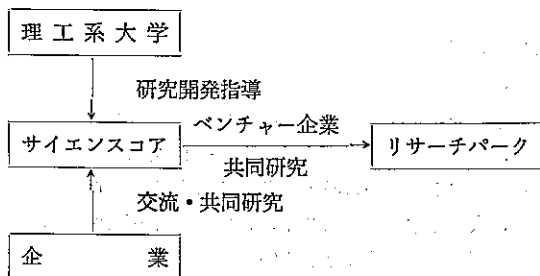 理工系大学
研究開発指導
ベンチャー企業
サイエンスコア
リサーチパーク
共同研究
交流・共同研究
企業